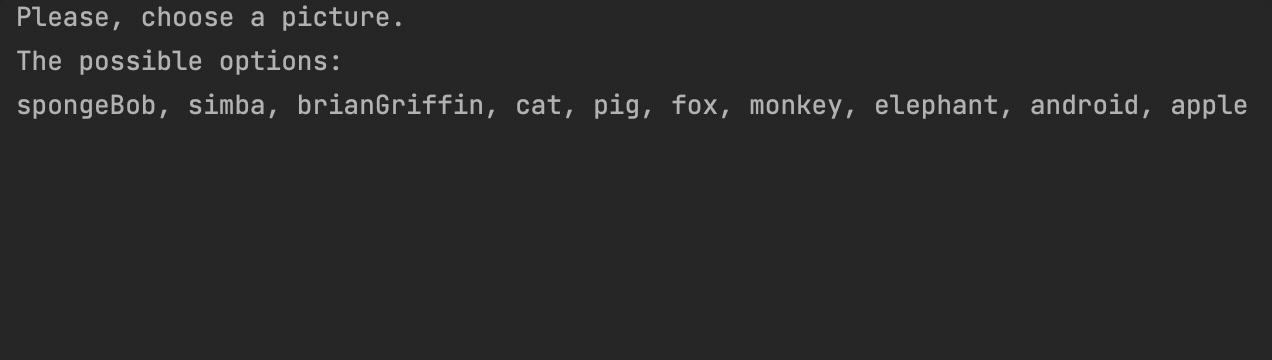 Please, choose a picture.
The possible options:
spongeBob, simba, brianGriffin, cat, pig, fox, monkey, elephant, android, apple